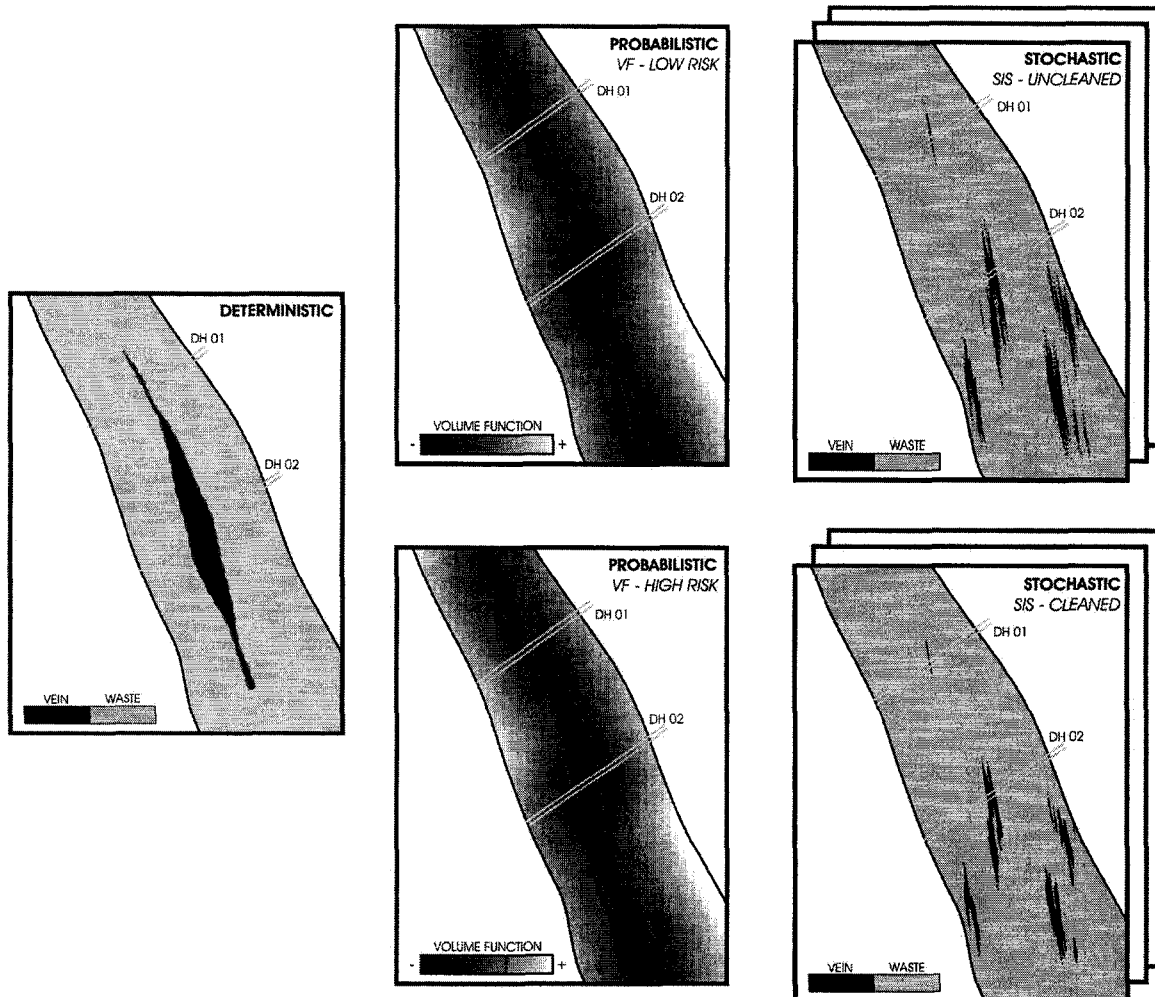 DETERMINISTIC
DH 01
DH 02
VEIN WASTE
PROBABILISTIC
VF - LOW RISK
DH 01
DH 02
VOLUME FUNCTION
- +
PROBABILISTIC
VF - HIGH RISK
DH 01
DH 02
VOLUME FUNCTION
- +
STOCHASTIC
SIS - UNCLEANED
DH 01
DH 02
VEIN WASTE
STOCHASTIC
SIS - CLEANED
DH 01
DH 02
VEIN WASTE